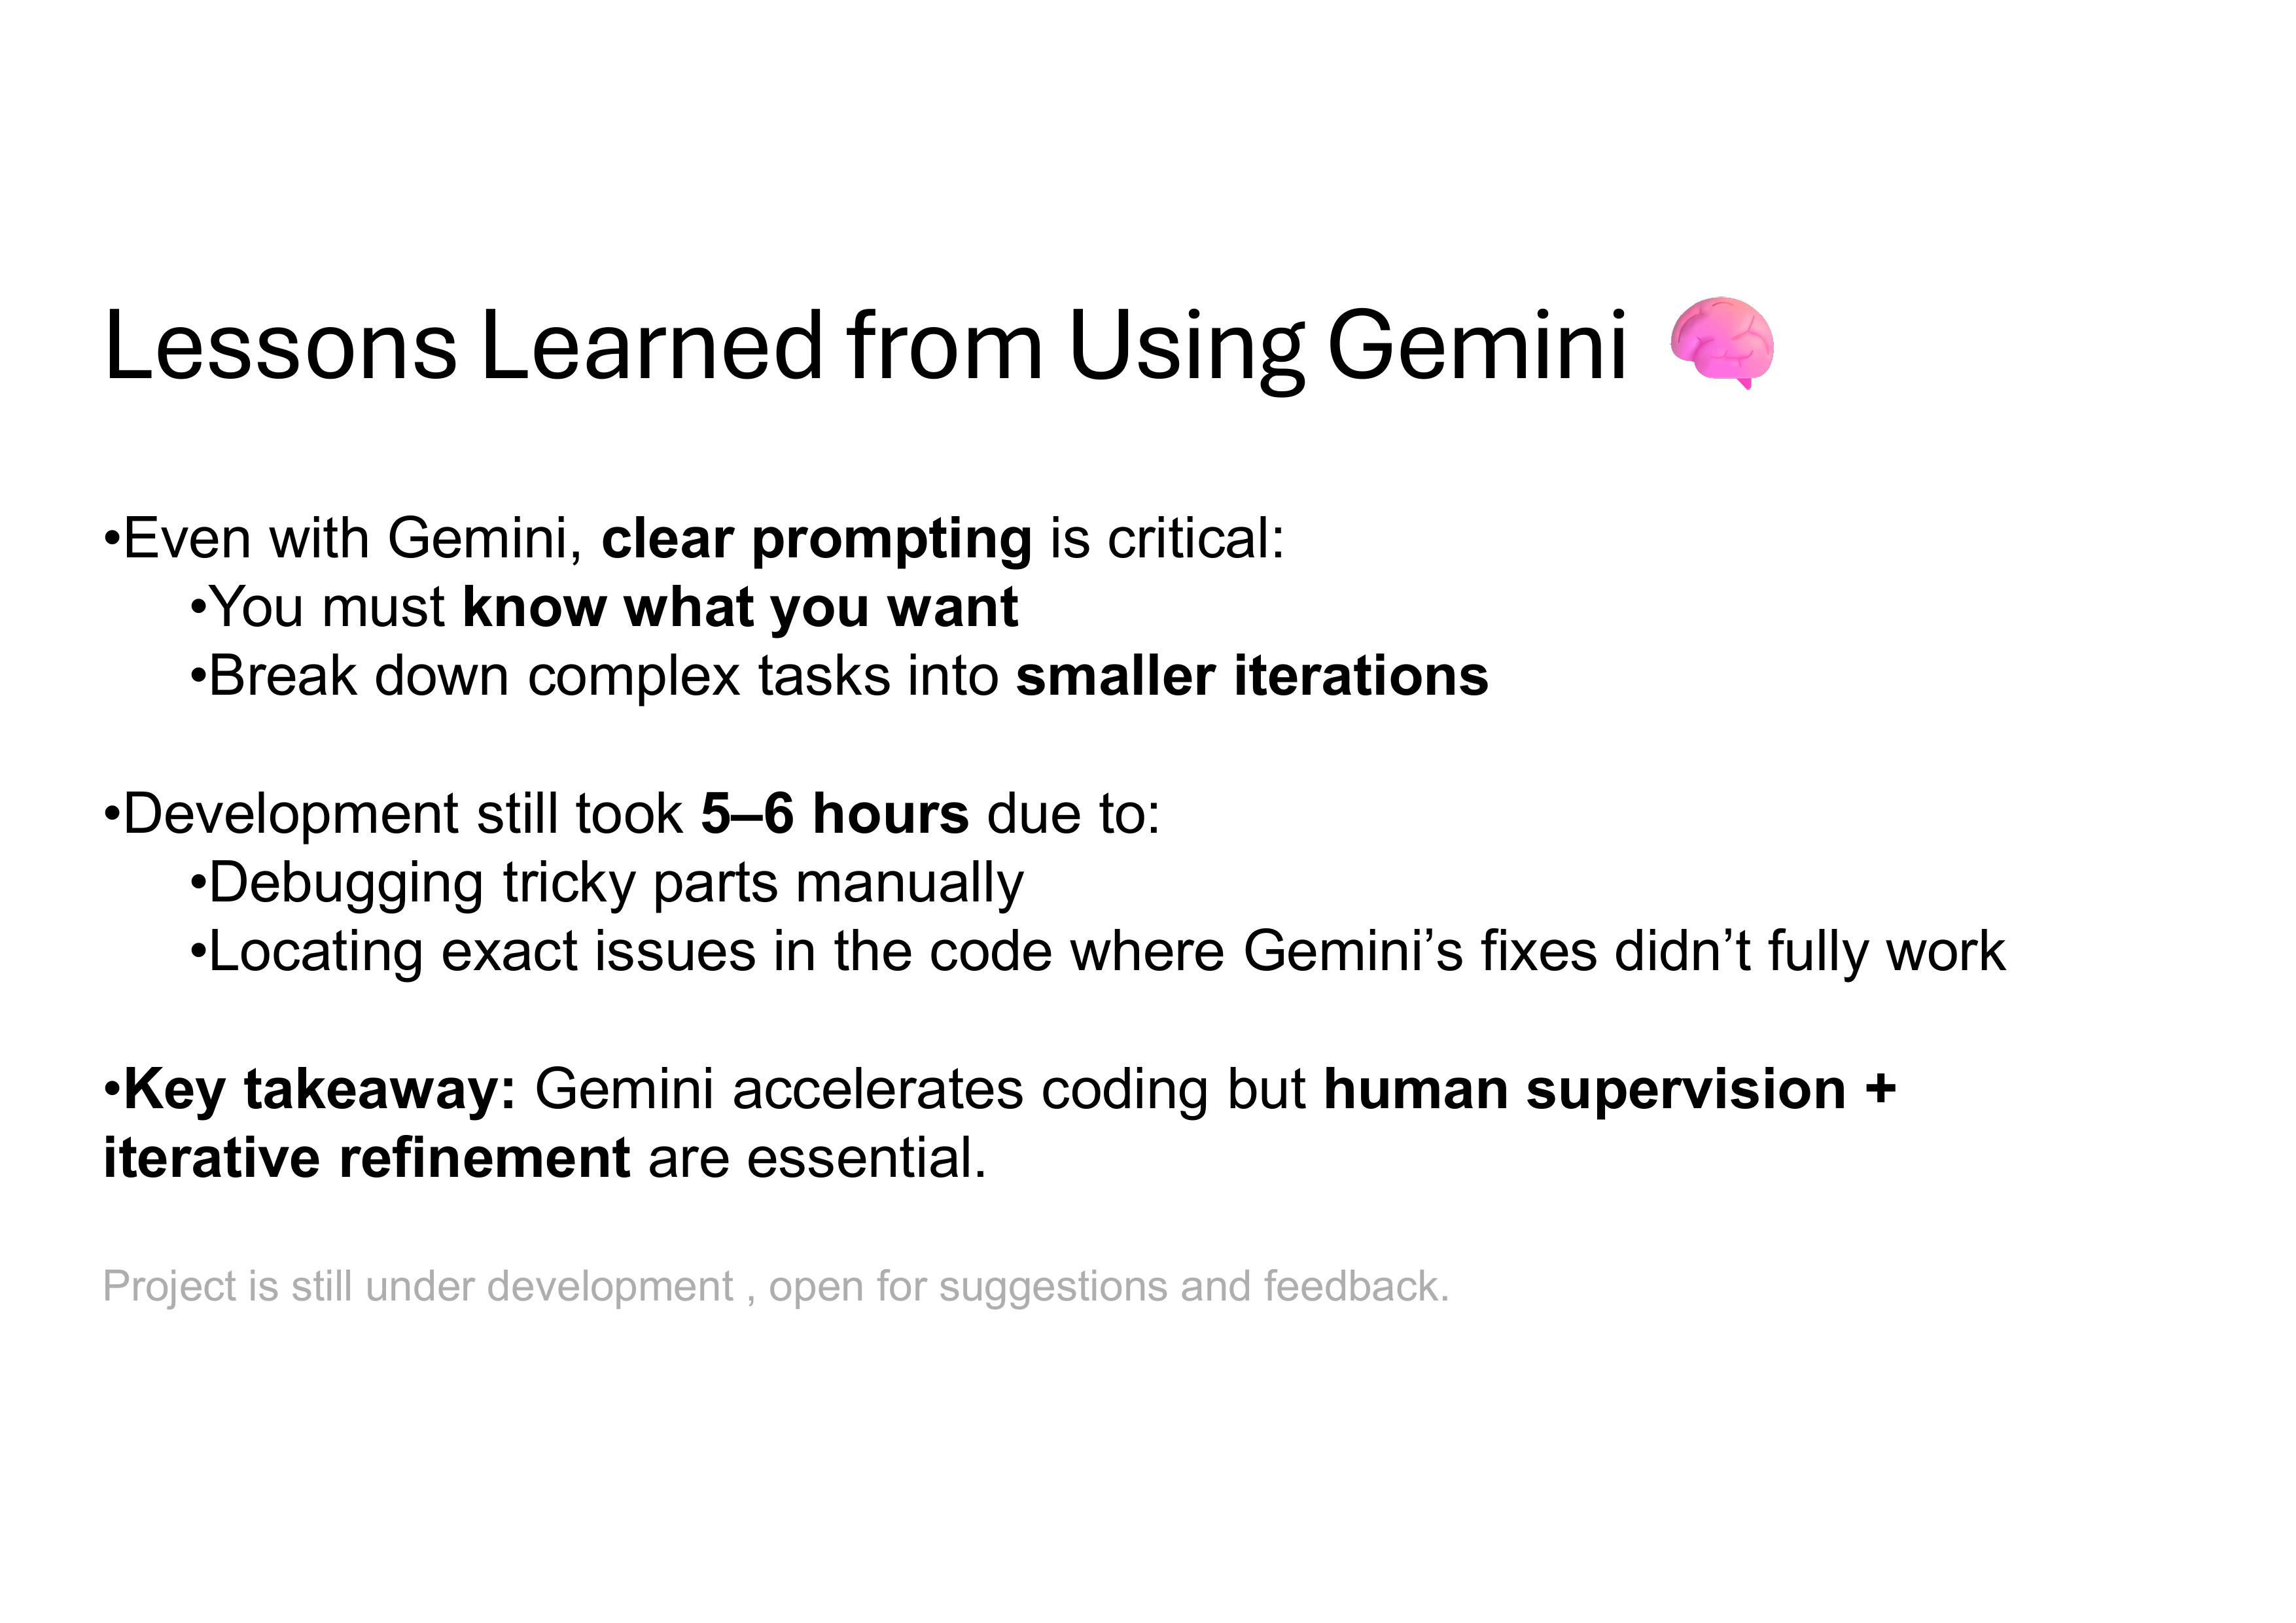 Lessons Learned from Using Gemini 🧠
•Even with Gemini, clear prompting is critical:
•You must know what you want
•Break down complex tasks into smaller iterations
•Development still took 5–6 hours due to:
•Debugging tricky parts manually
•Locating exact issues in the code where Gemini’s fixes didn’t fully work
•Key takeaway: Gemini accelerates coding but human supervision +
iterative refinement are essential.
Project is still under development , open for suggestions and feedback.